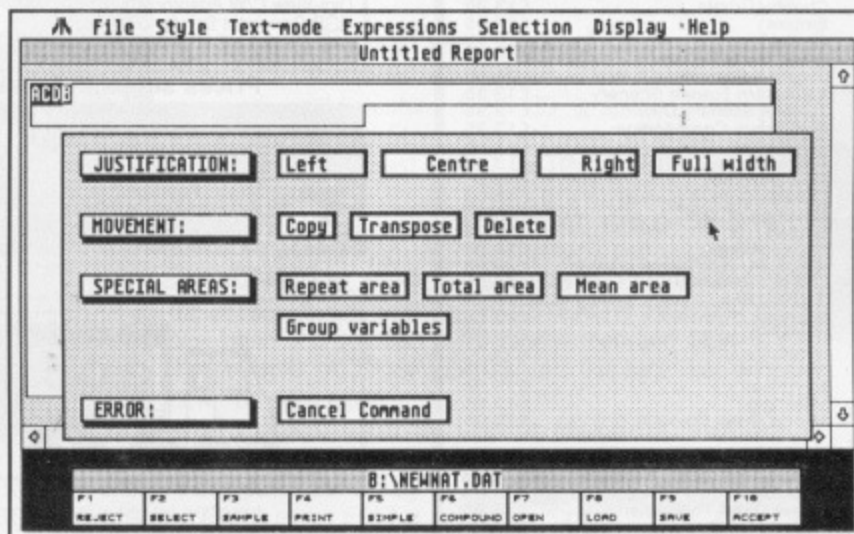 File Style Text-mode Expressions Selection Display Help
Untitled Report
ACDB
JUSTIFICATION: Left Centre Right Full width
MOVEMENT: Copy Transpose Delete
SPECIAL AREAS: Repeat area Total area Mean area
Group variables
ERROR: Cancel Command
B:\NEWNAT.DAT
F1 F2 F3 F4 F5 F6 F7 F8 F9 F10
REJECT SELECT SAMPLE PRINT SIMPLE COMPOUND OPEN LOAD SAVE ACCEPT